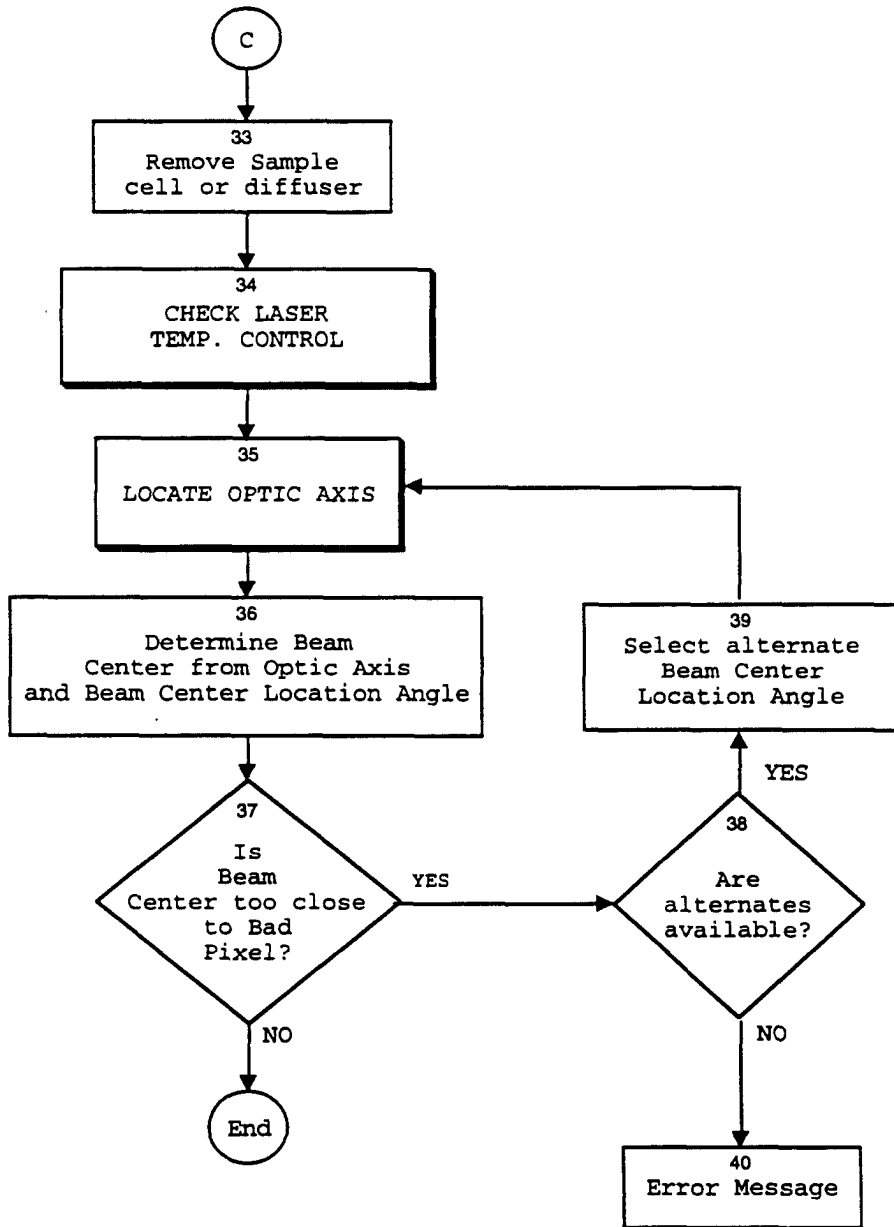 C
33
Remove Sample
cell or diffuser
34
CHECK LASER
TEMP. CONTROL
35
LOCATE OPTIC AXIS
36
Determine Beam
Center from Optic Axis
and Beam Center Location Angle
39
Select alternate
Beam Center
Location Angle
YES
37
Is
Beam
Center too close
to Bad
Pixel?
YES
38
Are
alternates
available?
NO
NO
End
40
Error Message